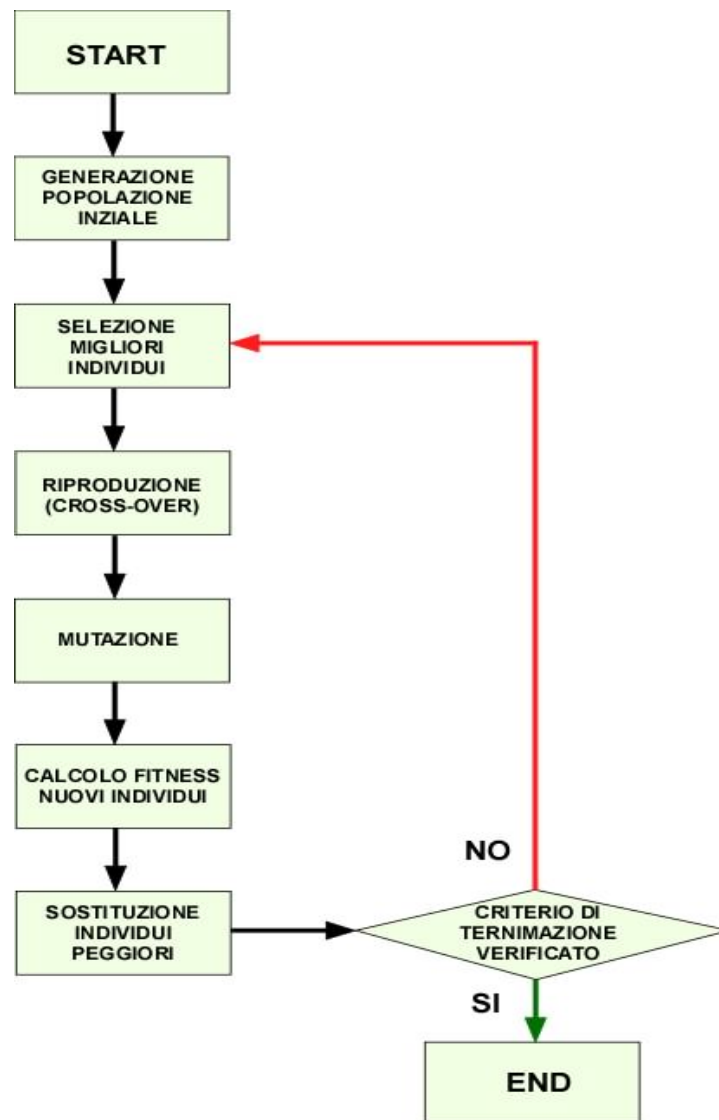 START
GENERAZIONE
POPOLAZIONE
INZIALE
SELEZIONE
MIGLIORI
INDIVIDUI
RIPRODUZIONE
(CROSS-OVER)
MUTAZIONE
CALCOLO FITNESS
NUOVI INDIVIDUI
SOSTITUZIONE
INDIVIDUI
PEGGIORI
NO
CRITERIO DI
TERNIMAZIONE
VERIFICATO
SI
END